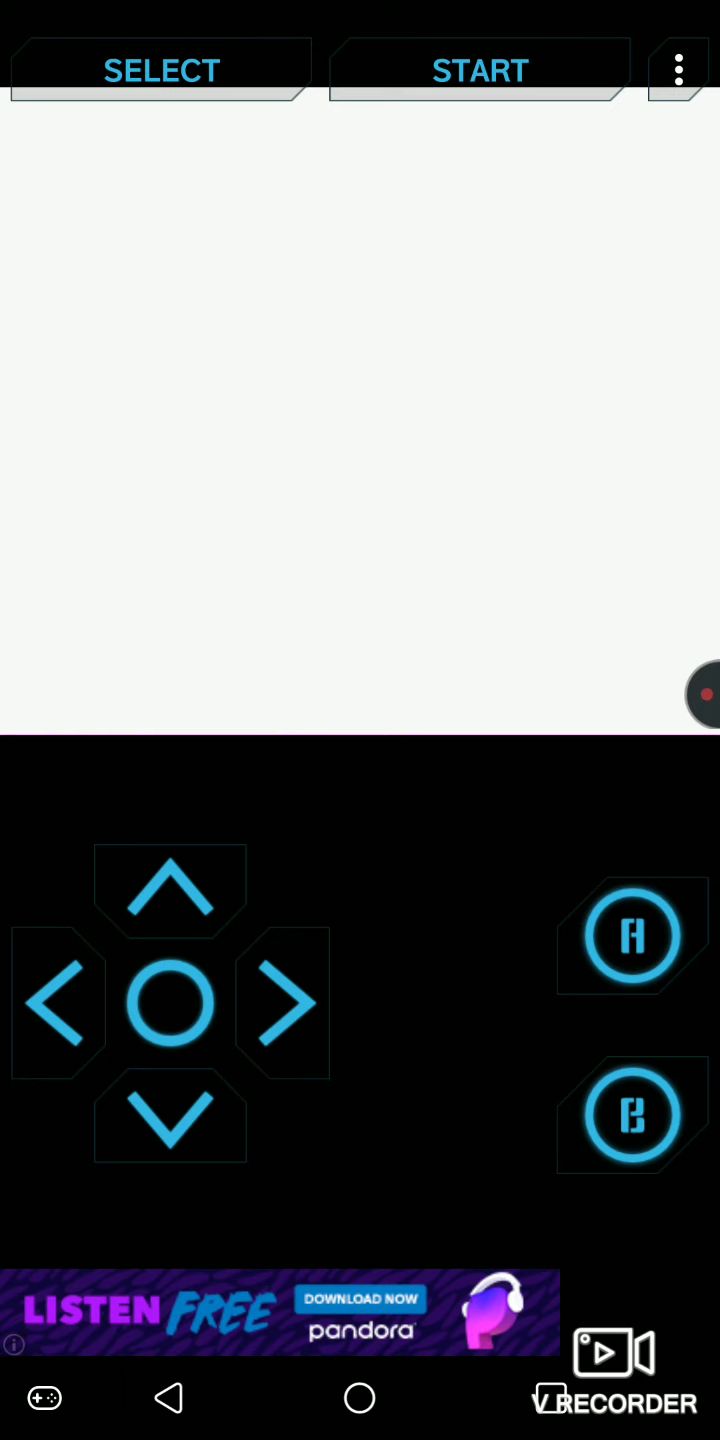 SELECT START
A
B
LISTEN FREE DOWNLOAD NOW
pandora
V RECORDER